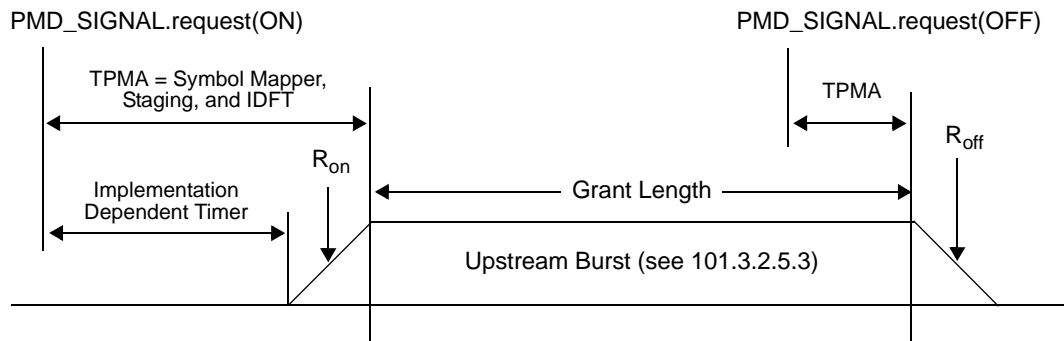 PMD_SIGNAL.request(ON)
PMD_SIGNAL.request(OFF)
TPMA = Symbol Mapper,
Staging, and IDFT
TPMA
Ron
Roff
Implementation
Dependent Timer
Grant Length
Upstream Burst (see 101.3.2.5.3)